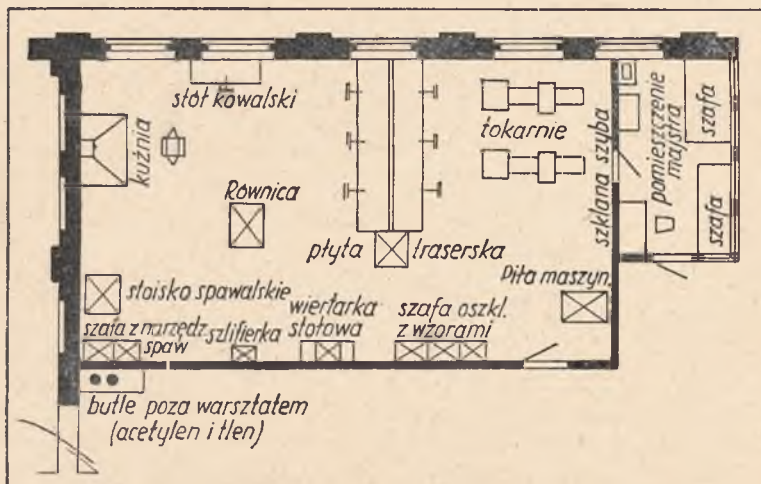 stół kowalski
kuźnia
Równica
tokarnie
szklana szyba
pomieszczenie
majstra
szafa
szafa
płyta traserska
Piła maszyn.
stoisko spawalskie
szafa z narzędz.
spaw
szlifierka
wiertarka
stołowa
szafa oszkl.
z wzorami
butle poza warsztatem
(acetylen i tlen)